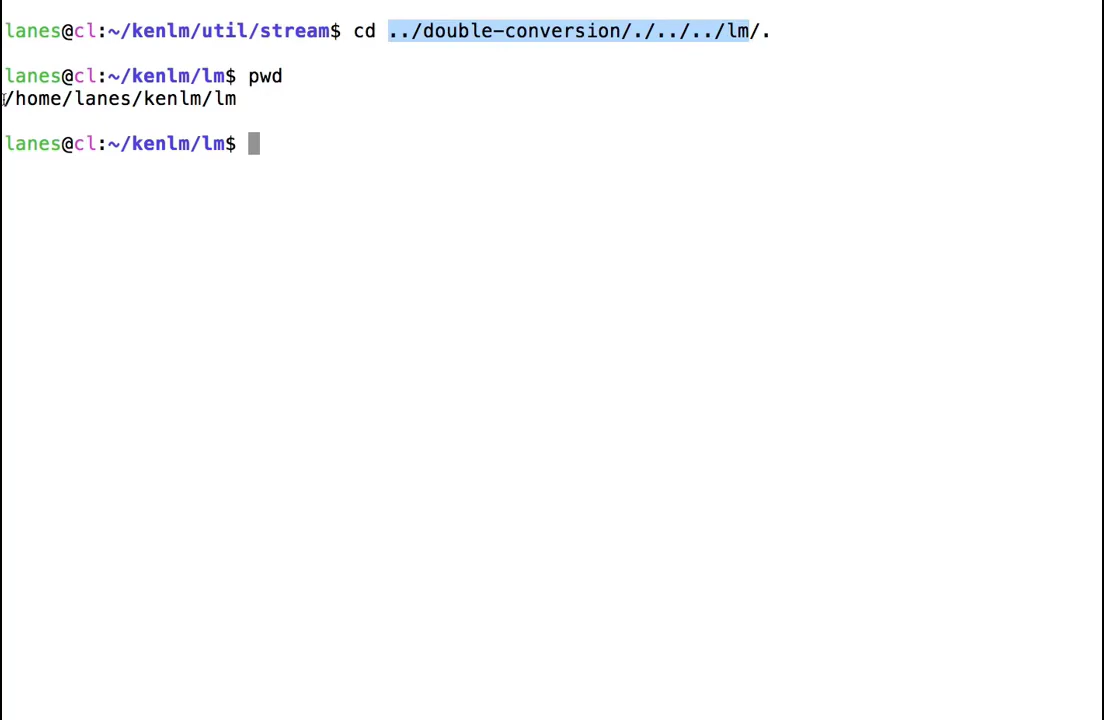 lanes@cl:~/kenlm/util/stream$ cd ../double-conversion/./../../lm/.
lanes@cl:~/kenlm/lm$ pwd
/home/lanes/kenlm/lm
lanes@cl:~/kenlm/lm$